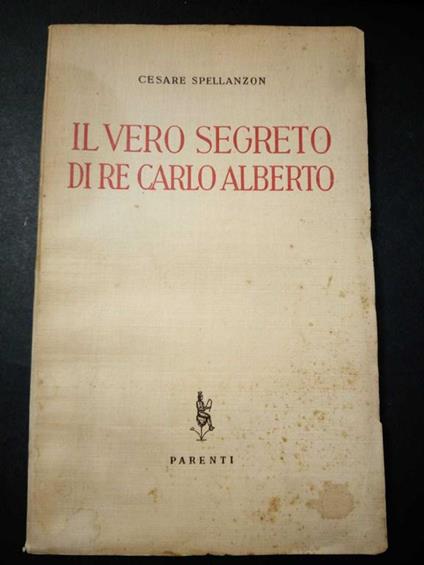 CESARE SPELLANZON
IL VERO SEGRETO
DI RE CARLO ALBERTO
PARENTI